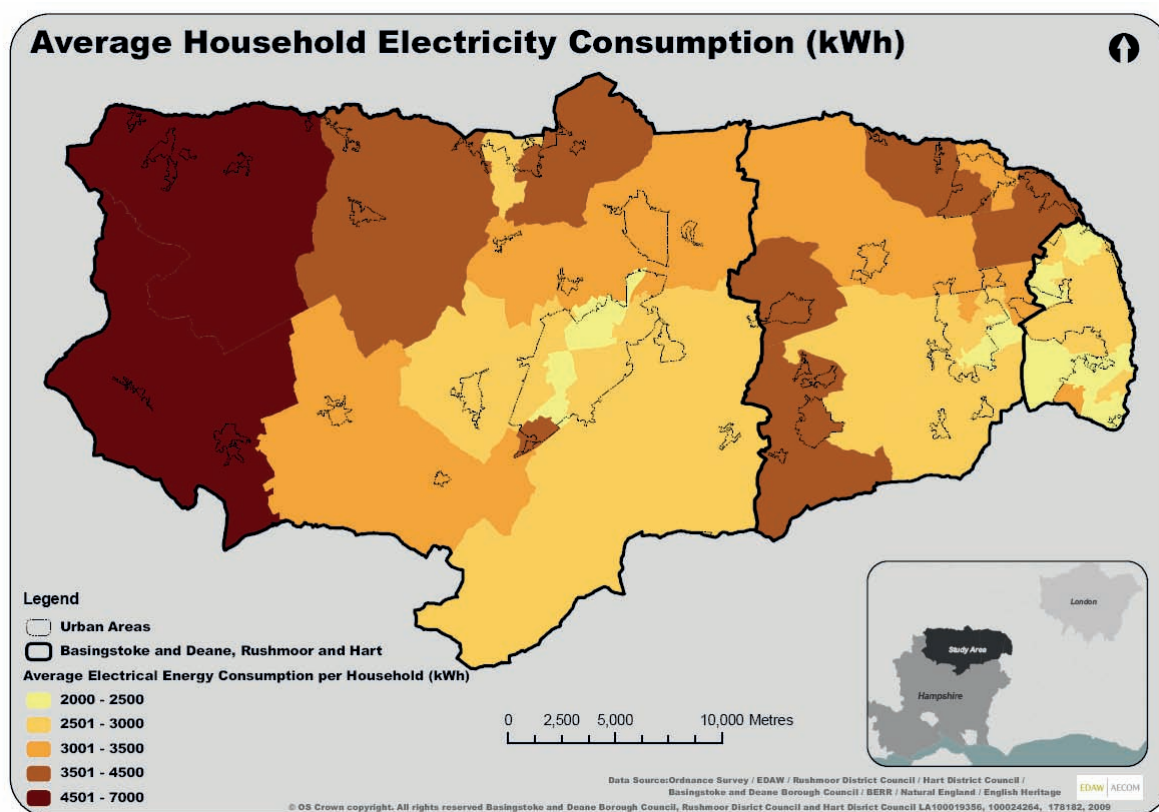 Average Household Electricity Consumption (kWh)
London
Study Area
Hampshire
Legend
Urban Areas
Basingstoke and Deane, Rushmoor and Hart
Average Electrical Energy Consumption per Household (kWh)
2000 - 2500
2501 - 3000
3001 - 3500
3501 - 4500
4501 - 7000
0 2,500 5,000 10,000 Metres
Data Source:Ordnance Survey / EDAW / Rushmoor District Council / Hart District Council /
Basingstoke and Deane Borough Council / BERR / Natural England / English Heritage
EDAW AECOM
© OS Crown copyright. All rights reserved Basingstoke and Deane Borough Council, Rushmoor Disrict Council and Hart District Council LA100019356, 100024264, 178182, 2009